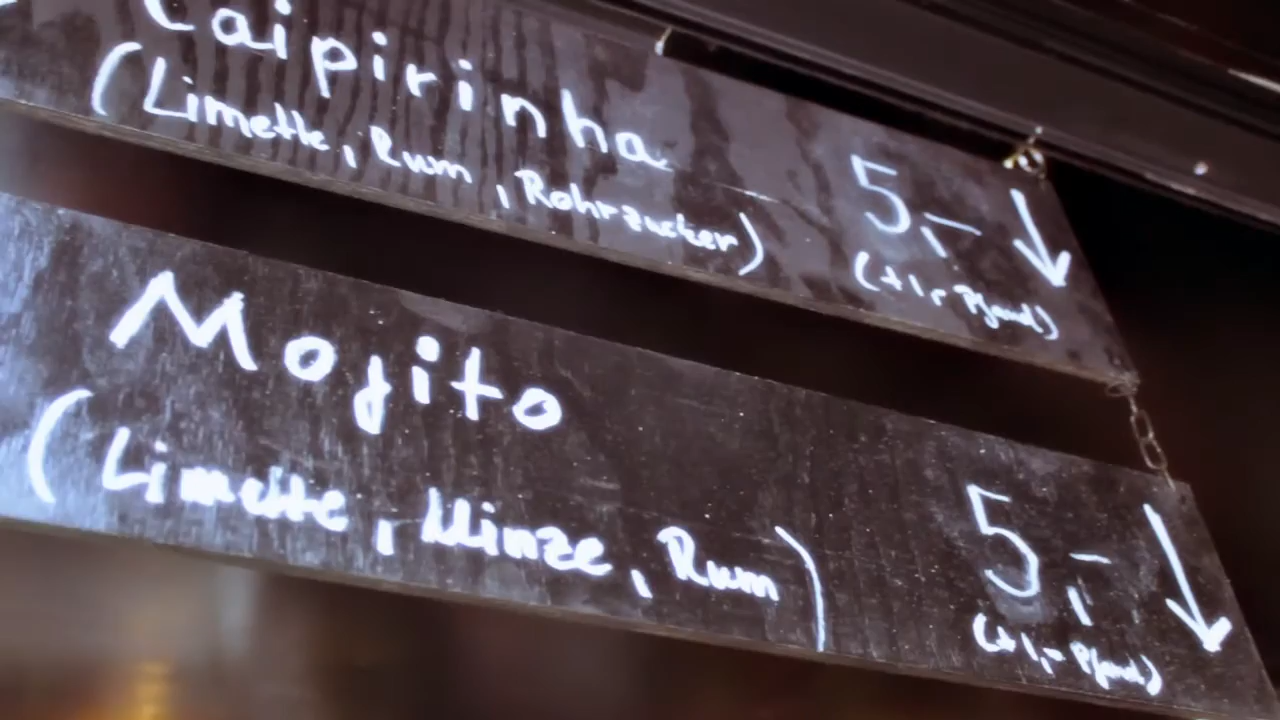 Caipirinha
(Limette, Rum, Rohrzucker)
5,- ↓
(+1,- Pfand)
Mojito
(Limette, Minze, Rum)
5,- ↓
(+1,- Pfand)